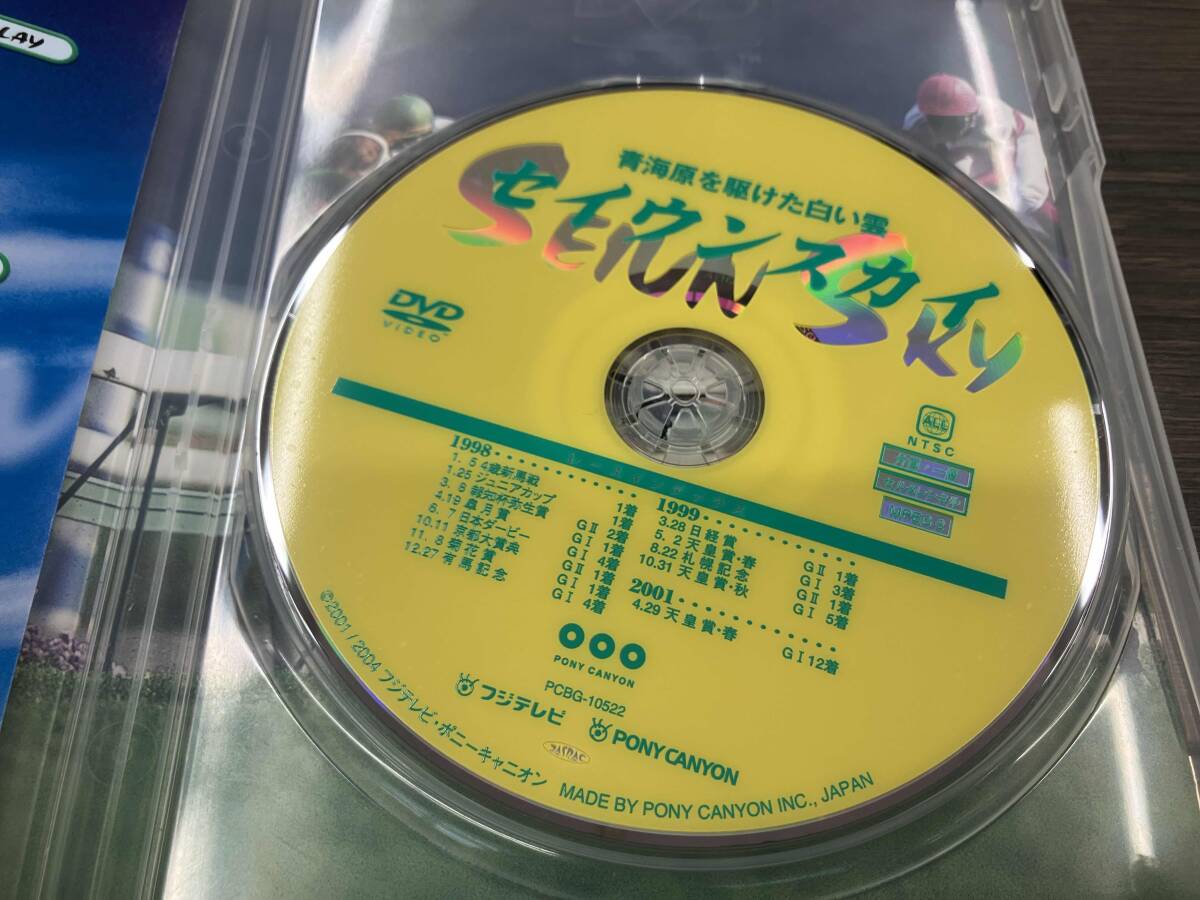 LAY
青海原を駆けた白い雲
セイウンスカイ
SEIUN SKY
DVD
VIDEO
ALL
NTSC
1998
1. 5 4歳新馬戦 1着
1.25 ジュニアカップ 1着
3. 8 報知杯弥生賞 GⅡ 2着
4.19 皐月賞 GⅠ 1着
6. 7 日本ダービー GⅠ 4着
10.11 京都大賞典 GⅡ 1着
11. 8 菊花賞 GⅠ 1着
12.27 有馬記念 GⅠ 4着
1999
3.28 日経賞 GⅡ 1着
5. 2 天皇賞・春 GⅠ 3着
8.22 札幌記念 GⅡ 1着
10.31 天皇賞・秋 GⅠ 5着
2001
4.29 天皇賞・春 GⅠ 12着
PONY CANYON
PCBG-10522
フジテレビ
PONY CANYON
JASRAC
©2001/2004 フジテレビ・ポニーキャニオン
MADE BY PONY CANYON INC., JAPAN